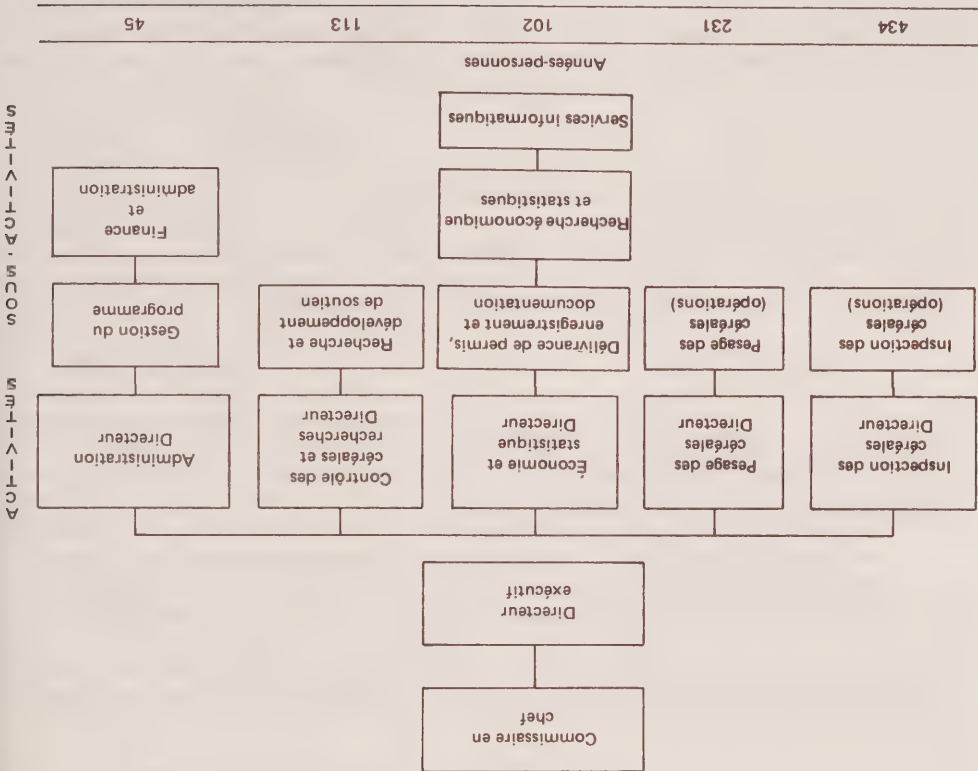 Commissaire en
chef
Directeur
exécutif
Inspection des
céréales
Directeur
Pesage des
céréales
Directeur
Économie et
statistique
Directeur
Contrôle des
céréales et
recherches
Directeur
Administration
Directeur
ACTIVITÉS
Inspection des
céréales
(opérations)
Pesage des
céréales
(opérations)
Délivrance de permis,
enregistrement et
documentation
Recherche et
développement
de soutien
Gestion du
programme
Recherche économique
et statistiques
Finance
et
administration
Services informatiques
SOUS-ACTIVITÉS
Années-personnes
434 231 102 113 45